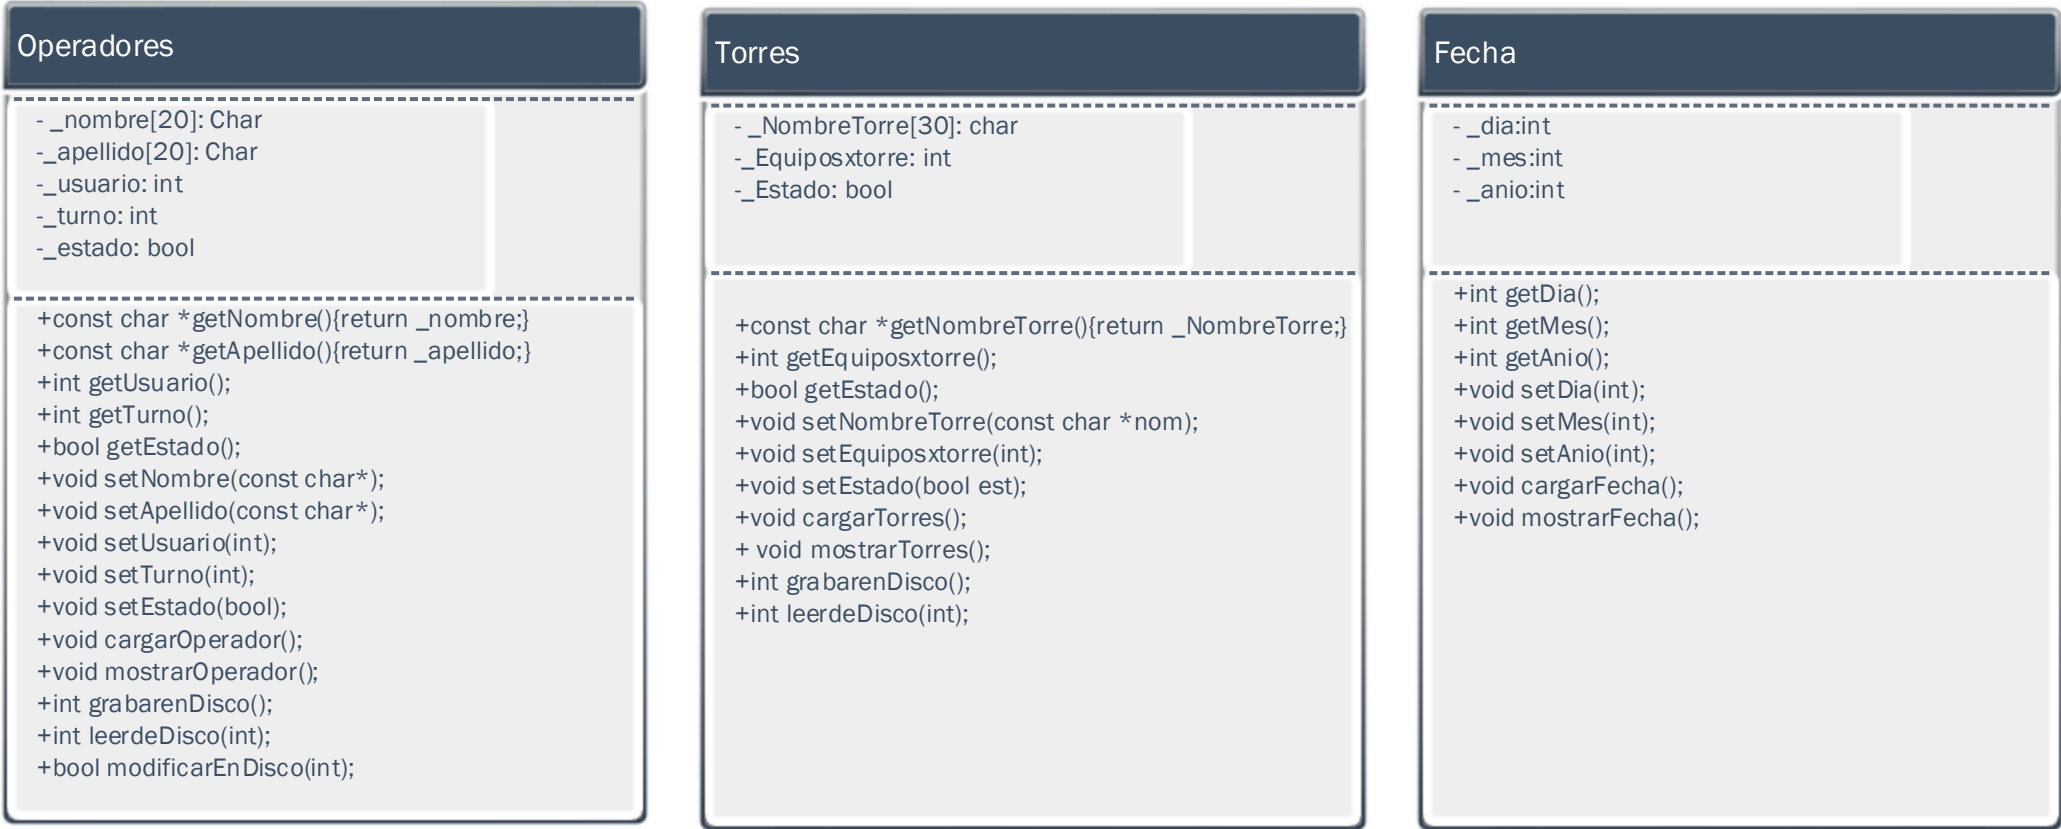 Operadores
- _nombre[20]: Char
-_apellido[20]: Char
-_usuario: int
-_turno: int
-_estado: bool
+const char *getNombre(){return _nombre;}
+const char *getApellido(){return _apellido;}
+int getUsuario();
+int getTurno();
+bool getEstado();
+void setNombre(const char*);
+void setApellido(const char*);
+void setUsuario(int);
+void setTurno(int);
+void setEstado(bool);
+void cargarOperador();
+void mostrarOperador();
+int grabarenDisco();
+int leerdeDisco(int);
+bool modificarEnDisco(int);
Torres
- _NombreTorre[30]: char
-_Equiposxtorre: int
-_Estado: bool
+const char *getNombreTorre(){return _NombreTorre;}
+int getEquiposxtorre();
+bool getEstado();
+void setNombreTorre(const char *nom);
+void setEquiposxtorre(int);
+void setEstado(bool est);
+void cargarTorres();
+ void mostrarTorres();
+int grabarenDisco();
+int leerdeDisco(int);
Fecha
- _dia:int
- _mes:int
- _anio:int
+int getDia();
+int getMes();
+int getAnio();
+void setDia(int);
+void setMes(int);
+void setAnio(int);
+void cargarFecha();
+void mostrarFecha();